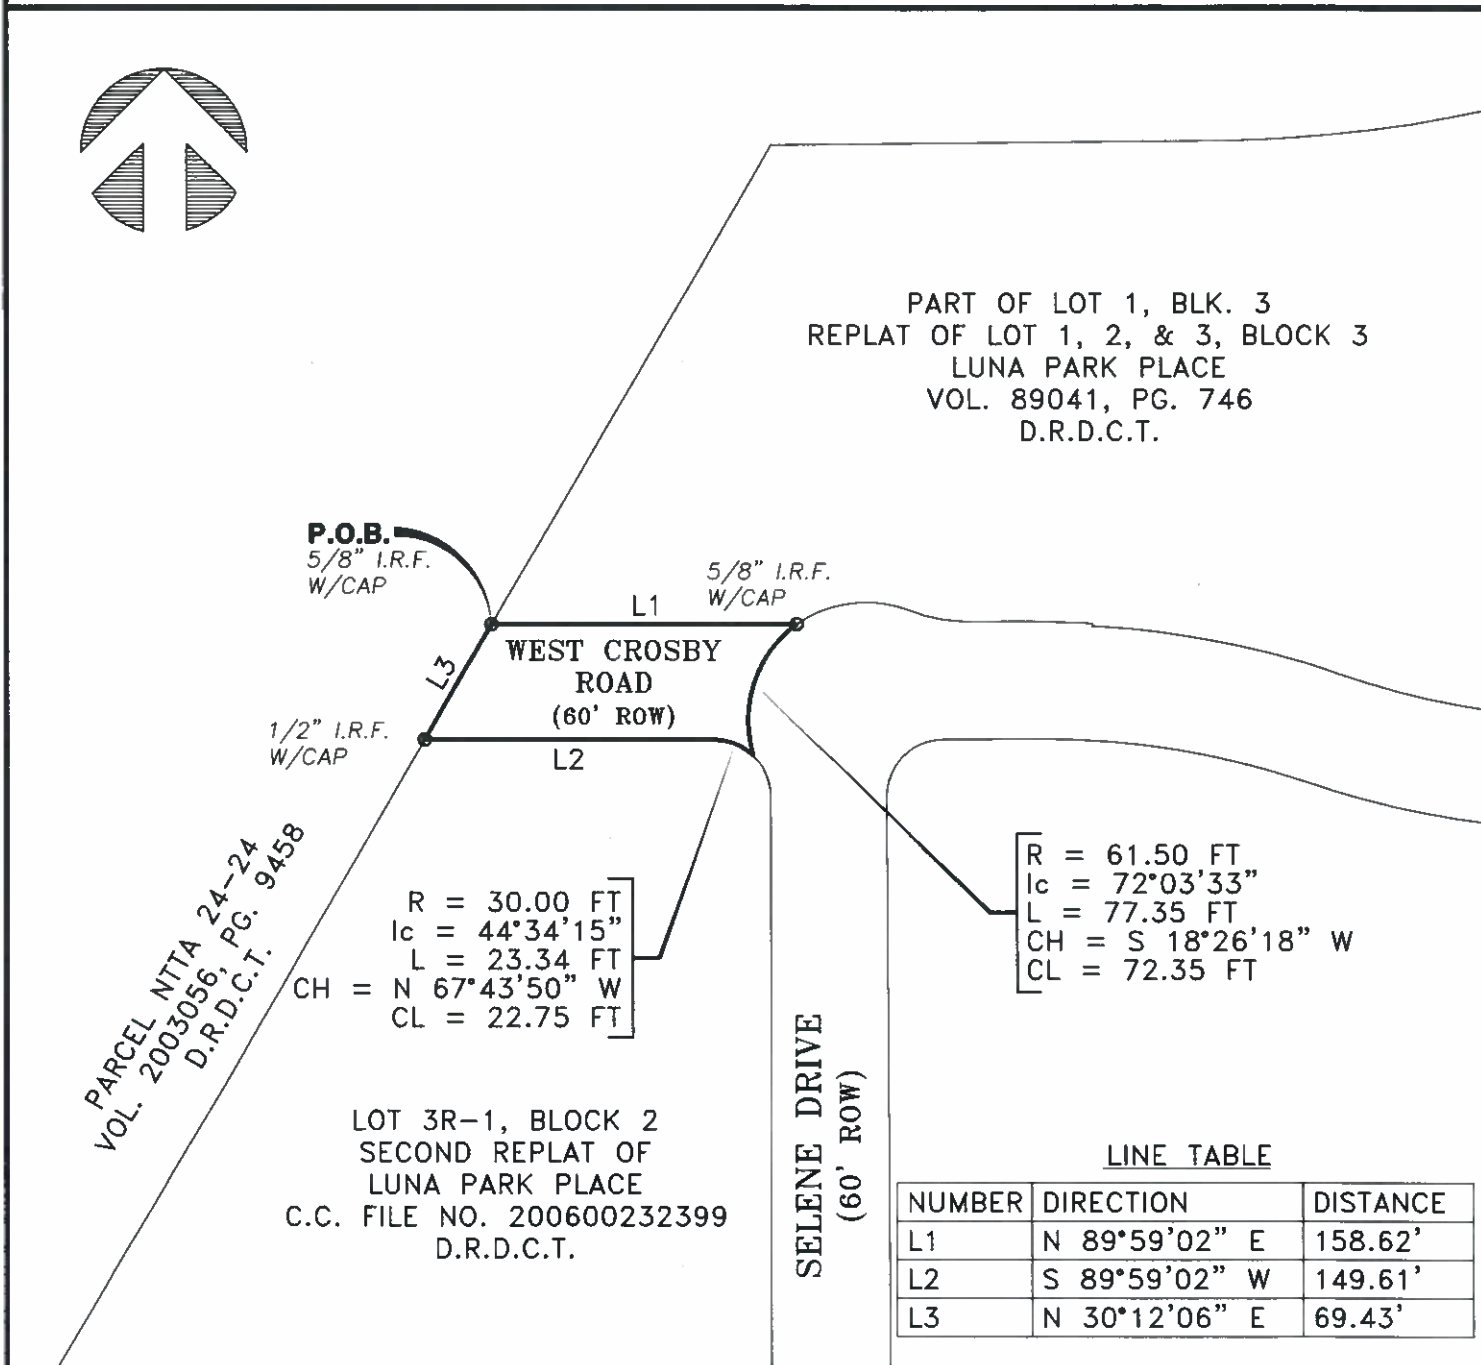 PART OF LOT 1, BLK. 3
REPLAT OF LOT 1, 2, & 3, BLOCK 3
LUNA PARK PLACE
VOL. 89041, PG. 746
D.R.D.C.T.
P.O.B.
5/8" I.R.F.
W/CAP
5/8" I.R.F.
W/CAP
L1
WEST CROSBY
ROAD
(60' ROW)
L3
1/2" I.R.F.
W/CAP
L2
PARCEL NTTA 24-24
VOL. 2003056, PG. 9458
D.R.D.C.T.
R = 30.00 FT
Ic = 44°34'15"
L = 23.34 FT
CH = N 67°43'50" W
CL = 22.75 FT
R = 61.50 FT
Ic = 72°03'33"
L = 77.35 FT
CH = S 18°26'18" W
CL = 72.35 FT
LOT 3R-1, BLOCK 2
SECOND REPLAT OF
LUNA PARK PLACE
C.C. FILE NO. 200600232399
D.R.D.C.T.
SELENE DRIVE
(60' ROW)
LINE TABLE
NUMBER DIRECTION DISTANCE
L1 N 89°59'02" E 158.62'
L2 S 89°59'02" W 149.61'
L3 N 30°12'06" E 69.43'